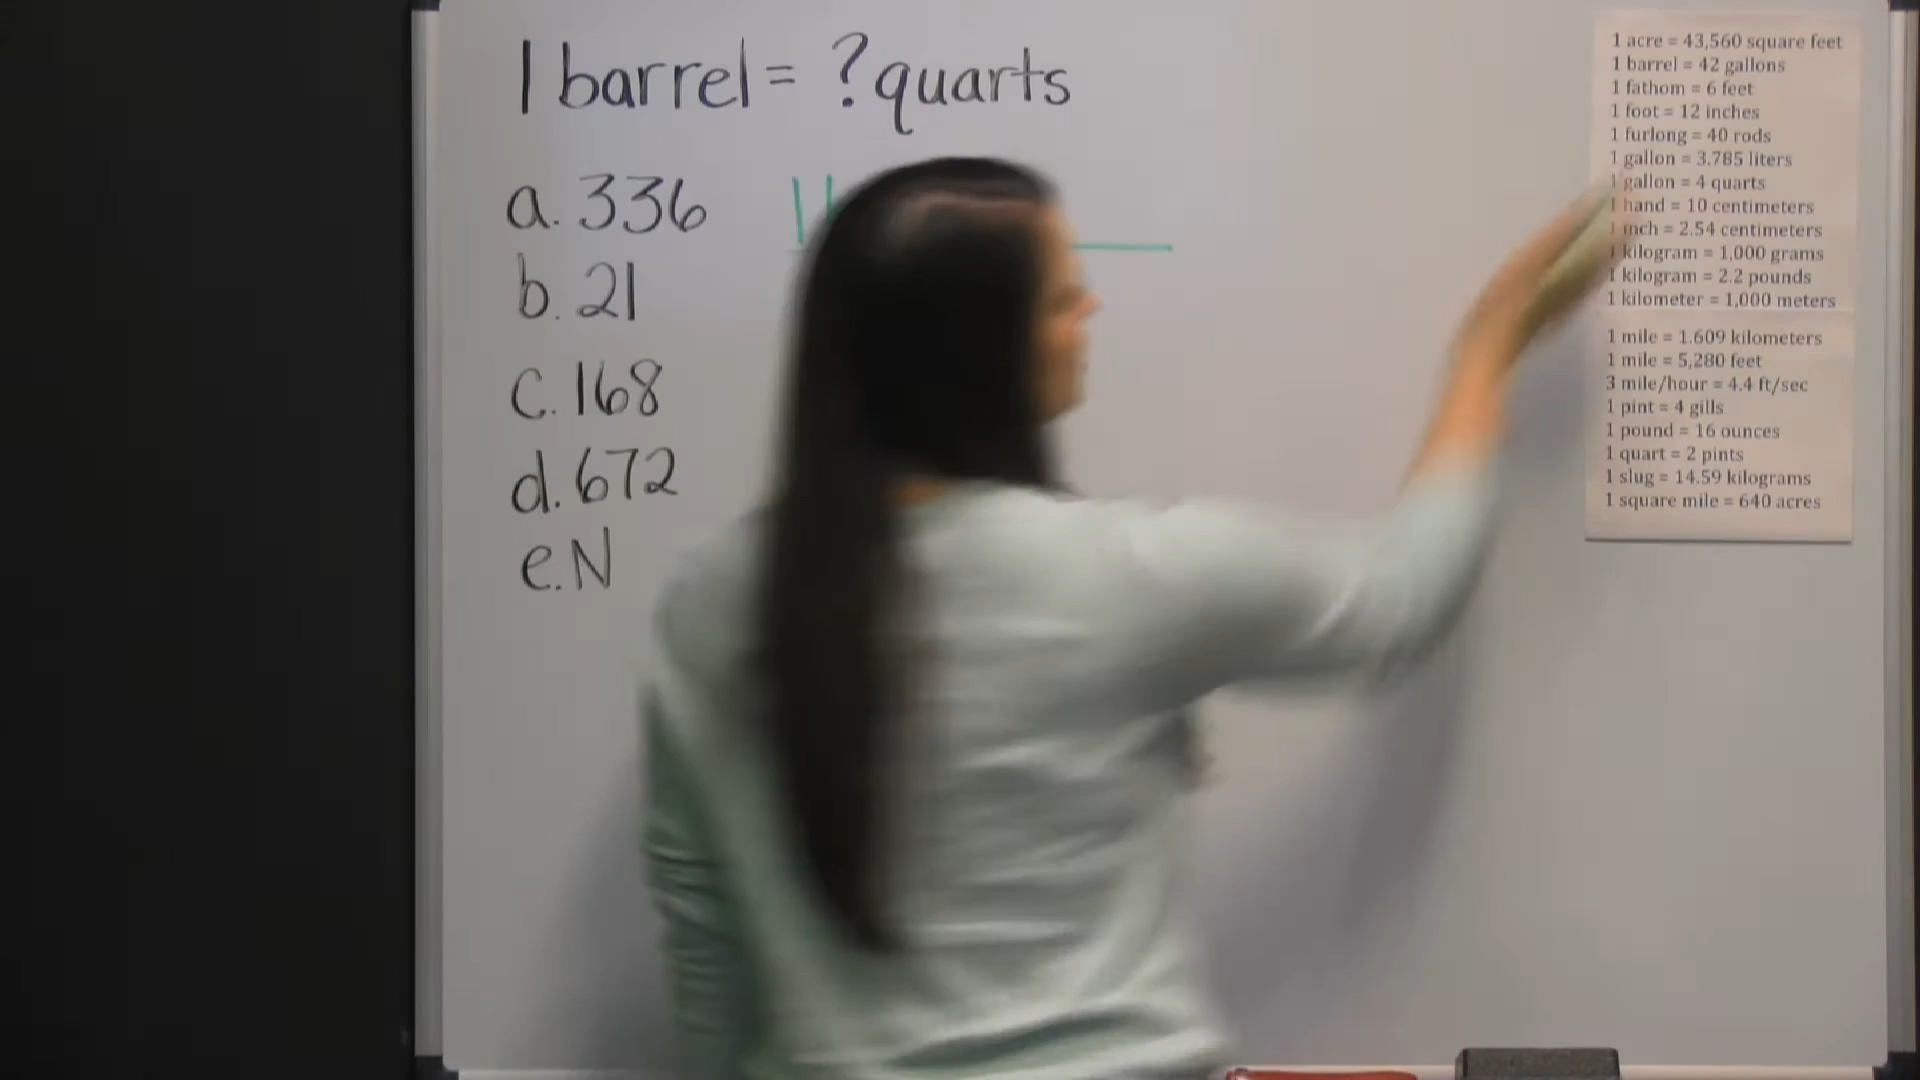 1 barrel = ? quarts
a. 336
b. 21
c. 168
d. 672
e. N
1 acre = 43,560 square feet
1 barrel = 42 gallons
1 fathom = 6 feet
1 foot = 12 inches
1 furlong = 40 rods
1 gallon = 3.785 liters
1 gallon = 4 quarts
1 hand = 10 centimeters
1 inch = 2.54 centimeters
1 kilogram = 1,000 grams
1 kilogram = 2.2 pounds
1 kilometer = 1,000 meters
1 mile = 1.609 kilometers
1 mile = 5,280 feet
3 mile/hour = 4.4 ft/sec
1 pint = 4 gills
1 pound = 16 ounces
1 quart = 2 pints
1 slug = 14.59 kilograms
1 square mile = 640 acres